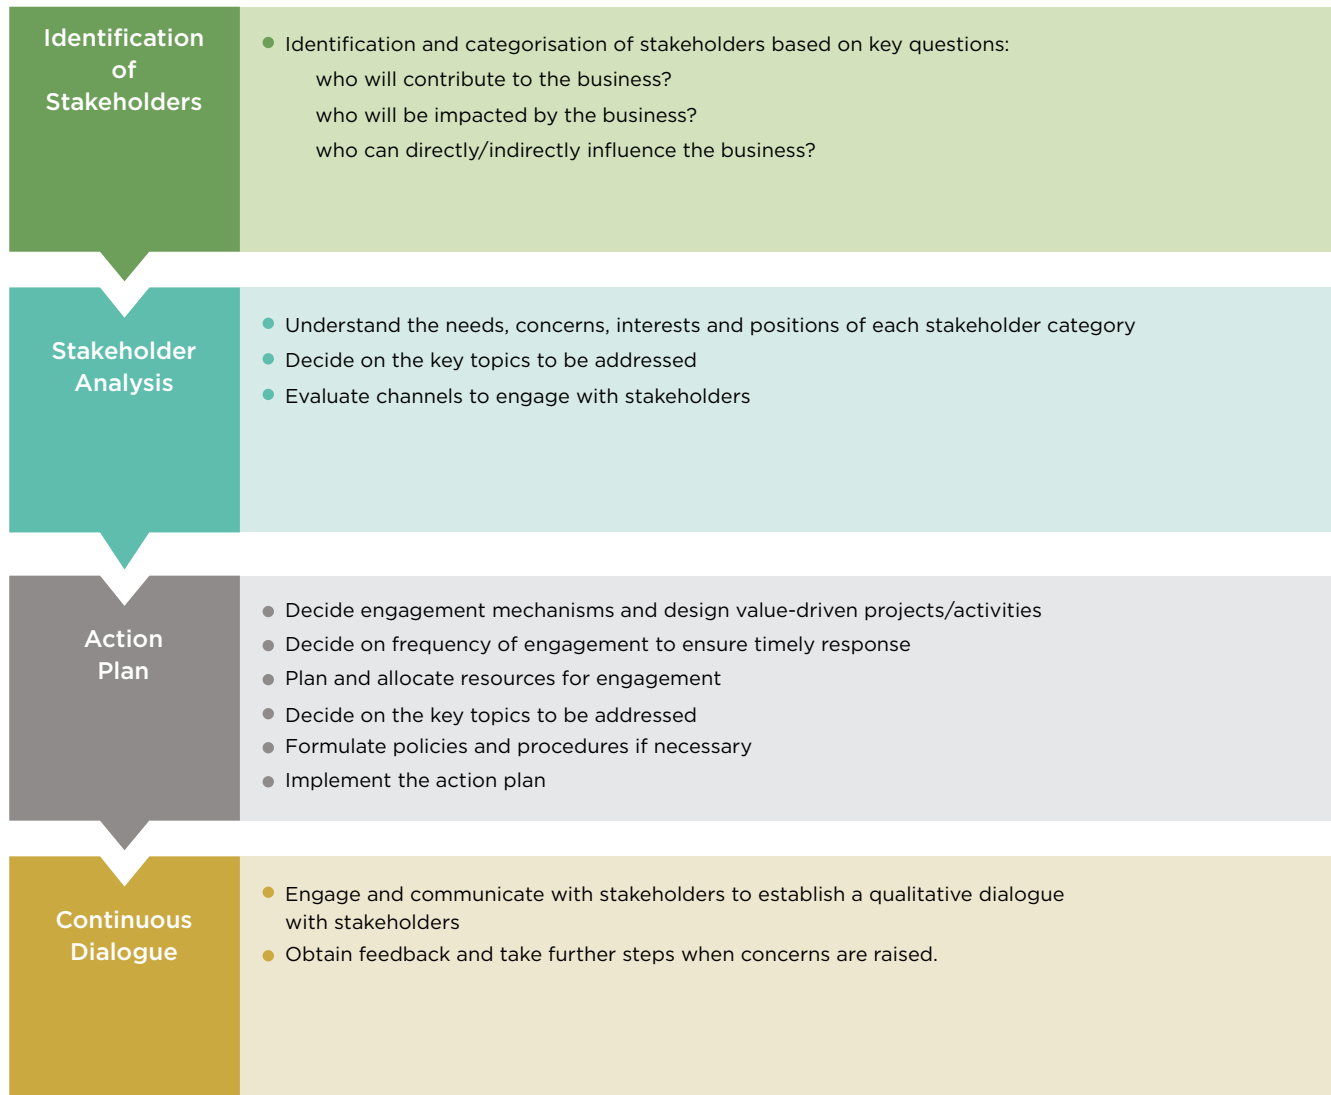 Identification
of
Stakeholders
● Identification and categorisation of stakeholders based on key questions:
who will contribute to the business?
who will be impacted by the business?
who can directly/indirectly influence the business?
Stakeholder
Analysis
● Understand the needs, concerns, interests and positions of each stakeholder category
● Decide on the key topics to be addressed
● Evaluate channels to engage with stakeholders
Action
Plan
● Decide engagement mechanisms and design value-driven projects/activities
● Decide on frequency of engagement to ensure timely response
● Plan and allocate resources for engagement
● Decide on the key topics to be addressed
● Formulate policies and procedures if necessary
● Implement the action plan
Continuous
Dialogue
● Engage and communicate with stakeholders to establish a qualitative dialogue
with stakeholders
● Obtain feedback and take further steps when concerns are raised.